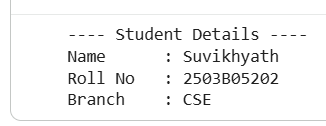 ---- Student Details ----
Name      : Suvikhyath
Roll No   : 2503B05202
Branch    : CSE